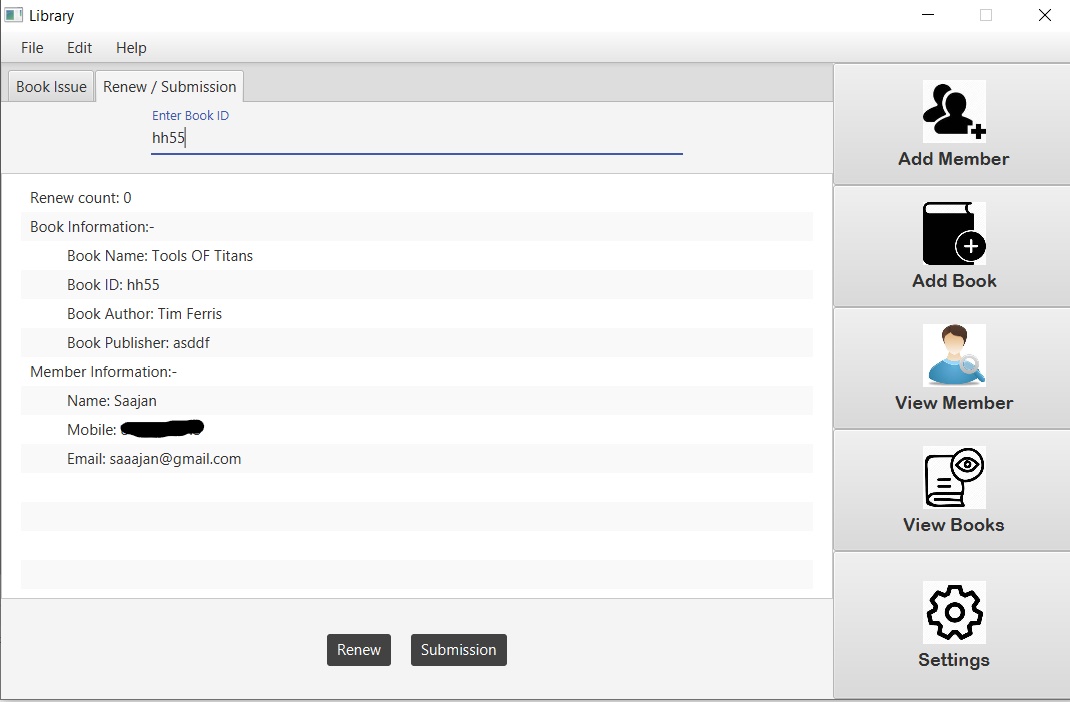 Library
File Edit Help
Book Issue Renew / Submission
Enter Book ID
hh55
Renew count: 0
Book Information:-
Book Name: Tools OF Titans
Book ID: hh55
Book Author: Tim Ferris
Book Publisher: asddf
Member Information:-
Name: Saajan
Mobile:
Email: saaajan@gmail.com
Renew Submission
Add Member
Add Book
View Member
View Books
Settings